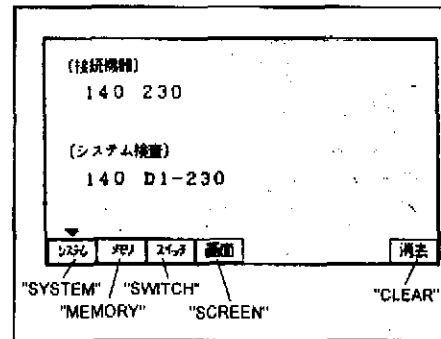 (接続機器)
140 230
(システム検査)
140 D1-230
システム メモリ スイッチ 画面 消去
"SYSTEM" "SWITCH"
"MEMORY" "SCREEN" "CLEAR"